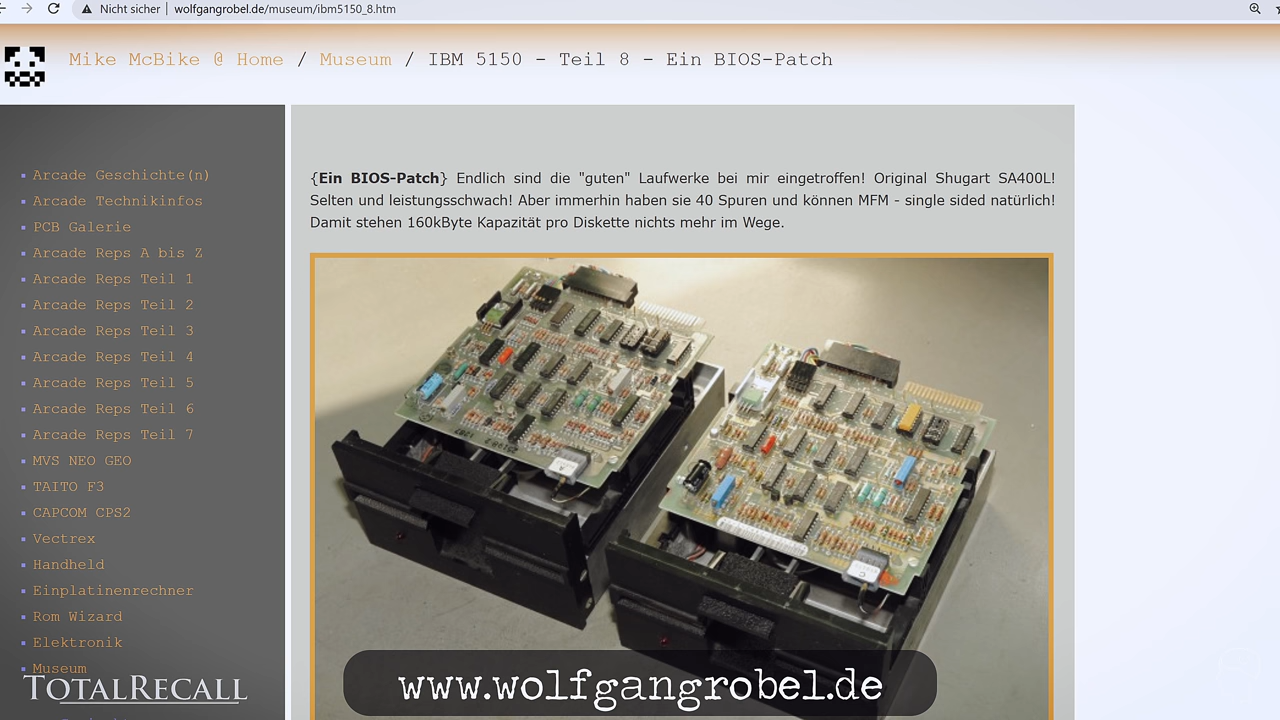 Nicht sicher | wolfgangrobel.de/museum/ibm5150_8.htm
Mike McBike @ Home / Museum / IBM 5150 - Teil 8 - Ein BIOS-Patch
Arcade Geschichte(n)
Arcade Technikinfos
PCB Galerie
Arcade Reps A bis Z
Arcade Reps Teil 1
Arcade Reps Teil 2
Arcade Reps Teil 3
Arcade Reps Teil 4
Arcade Reps Teil 5
Arcade Reps Teil 6
Arcade Reps Teil 7
MVS NEO GEO
TAITO F3
CAPCOM CPS2
Vectrex
Handheld
Einplatinenrechner
Rom Wizard
Elektronik
Museum
{Ein BIOS-Patch} Endlich sind die "guten" Laufwerke bei mir eingetroffen! Original Shugart SA400L!
Selten und leistungsschwach! Aber immerhin haben sie 40 Spuren und können MFM - single sided natürlich!
Damit stehen 160kByte Kapazität pro Diskette nichts mehr im Wege.
TOTALRECALL
www.wolfgangrobel.de